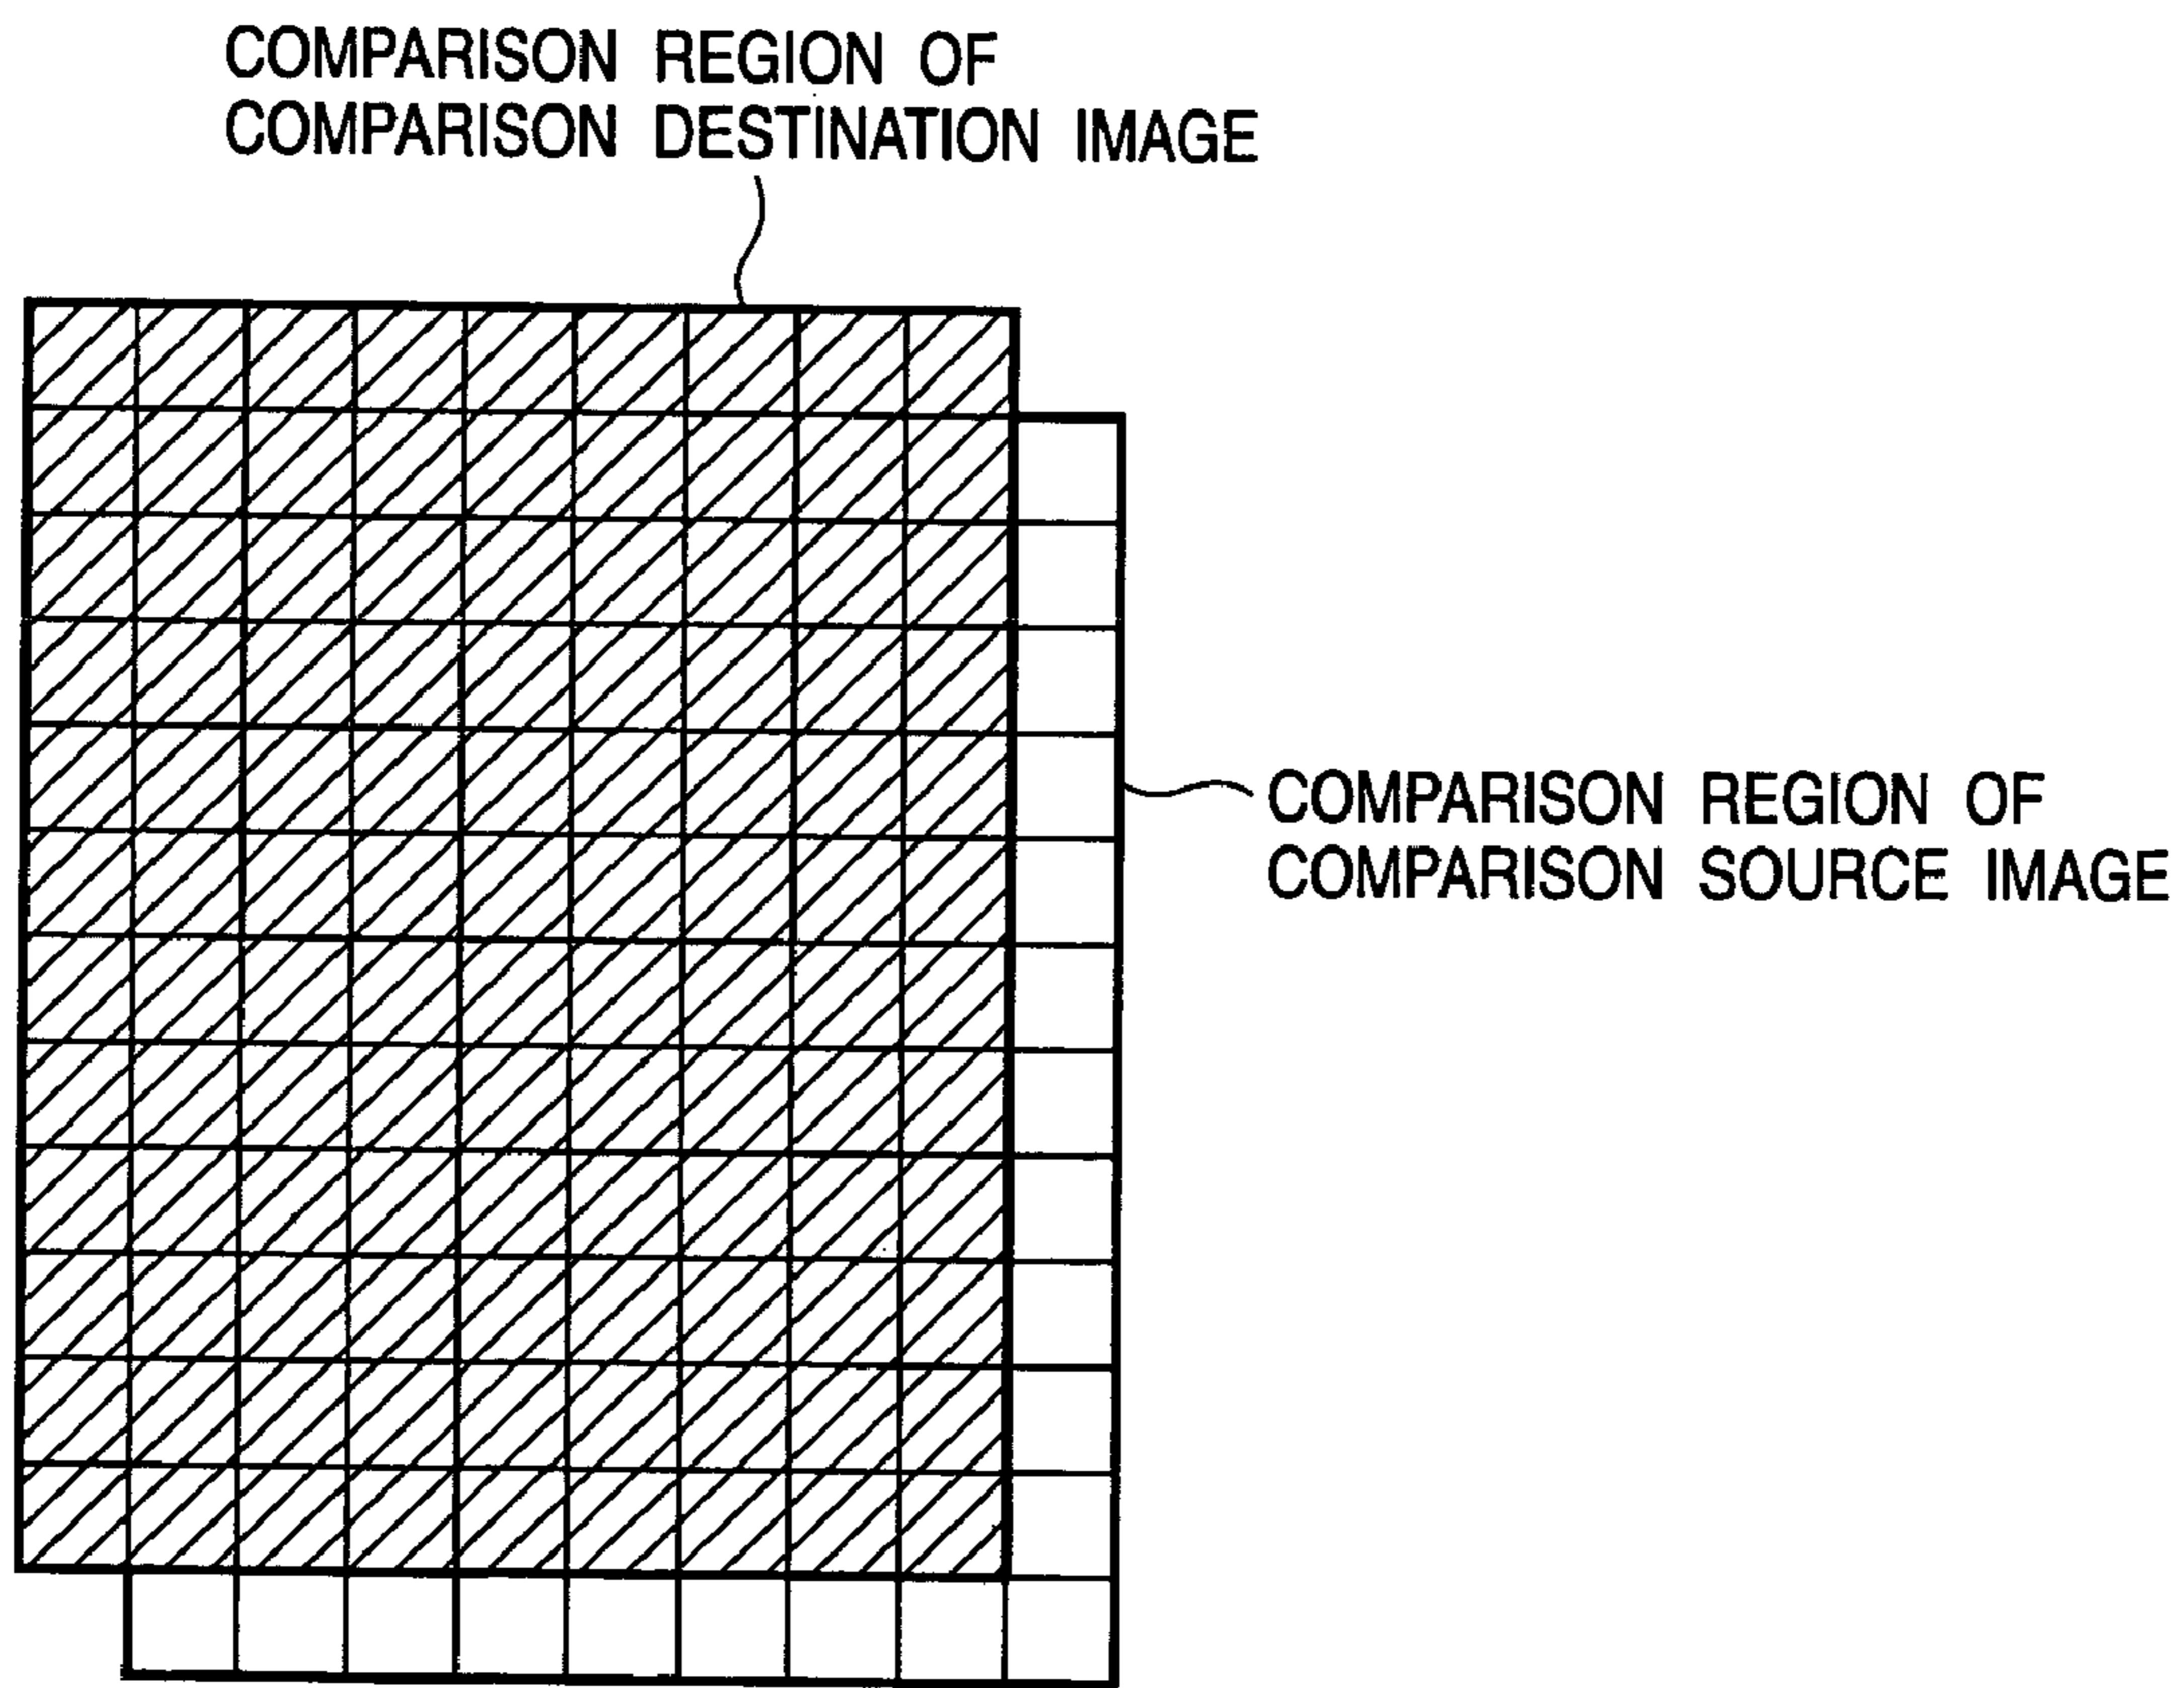 COMPARISON REGION OF
COMPARISON DESTINATION IMAGE
COMPARISON REGION OF
COMPARISON SOURCE IMAGE